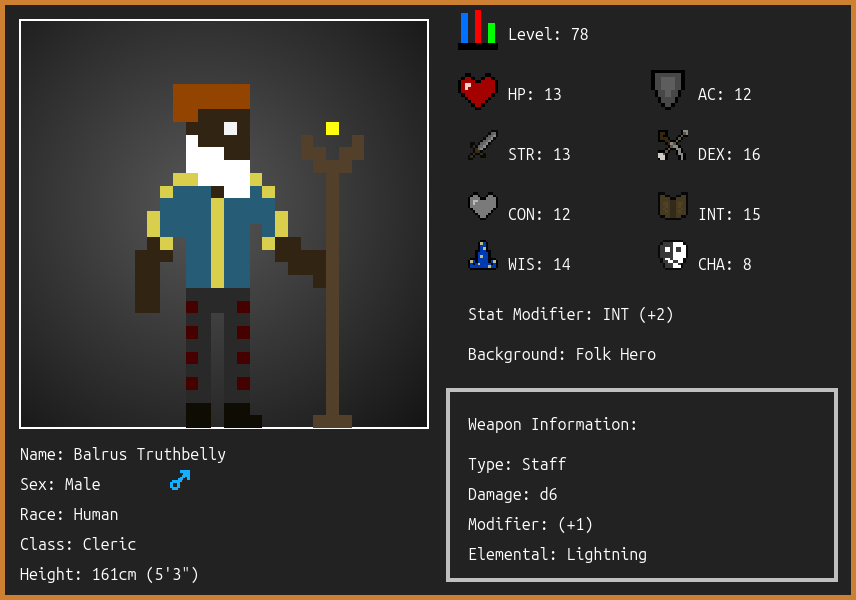 Level: 78
HP: 13
AC: 12
STR: 13
DEX: 16
CON: 12
INT: 15
WIS: 14
CHA: 8
Stat Modifier: INT (+2)
Background: Folk Hero
Weapon Information:
Type: Staff
Damage: d6
Modifier: (+1)
Elemental: Lightning
Name: Balrus Truthbelly
Sex: Male
Race: Human
Class: Cleric
Height: 161cm (5'3")